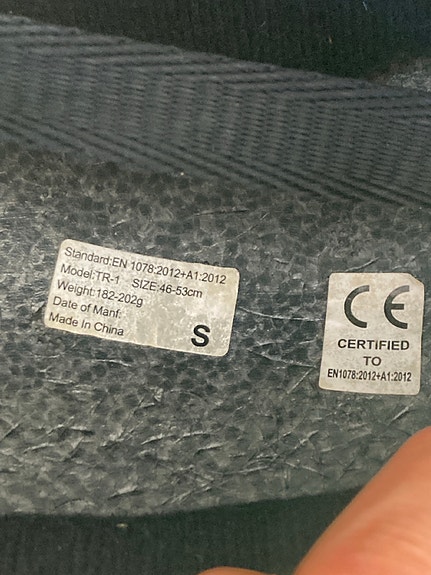 Standard:EN 1078:2012+A1:2012
Model:TR-1 SIZE:46-53cm
Weight:182-202g
Date of Manf:
Made In China
S
CE
CERTIFIED
TO
EN1078:2012+A1:2012